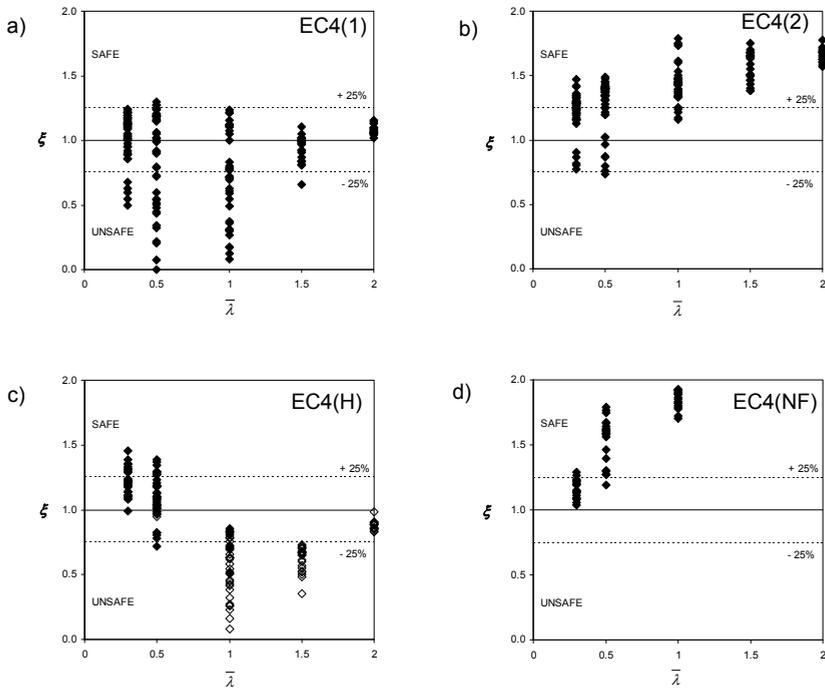 a)
EC4(1)
2.0
SAFE
1.5
+ 25%
ξ
1.0
- 25%
0.5
UNSAFE
0.0
0
0.5
1
1.5
2
λ̅
b)
EC4(2)
2.0
SAFE
1.5
+ 25%
ξ
1.0
- 25%
0.5
UNSAFE
0.0
0
0.5
1
1.5
2
λ̅
c)
EC4(H)
2.0
SAFE
1.5
+ 25%
ξ
1.0
- 25%
0.5
UNSAFE
0.0
0
0.5
1
1.5
2
λ̅
d)
EC4(NF)
2.0
SAFE
1.5
+ 25%
ξ
1.0
- 25%
0.5
UNSAFE
0.0
0
0.5
1
1.5
2
λ̅